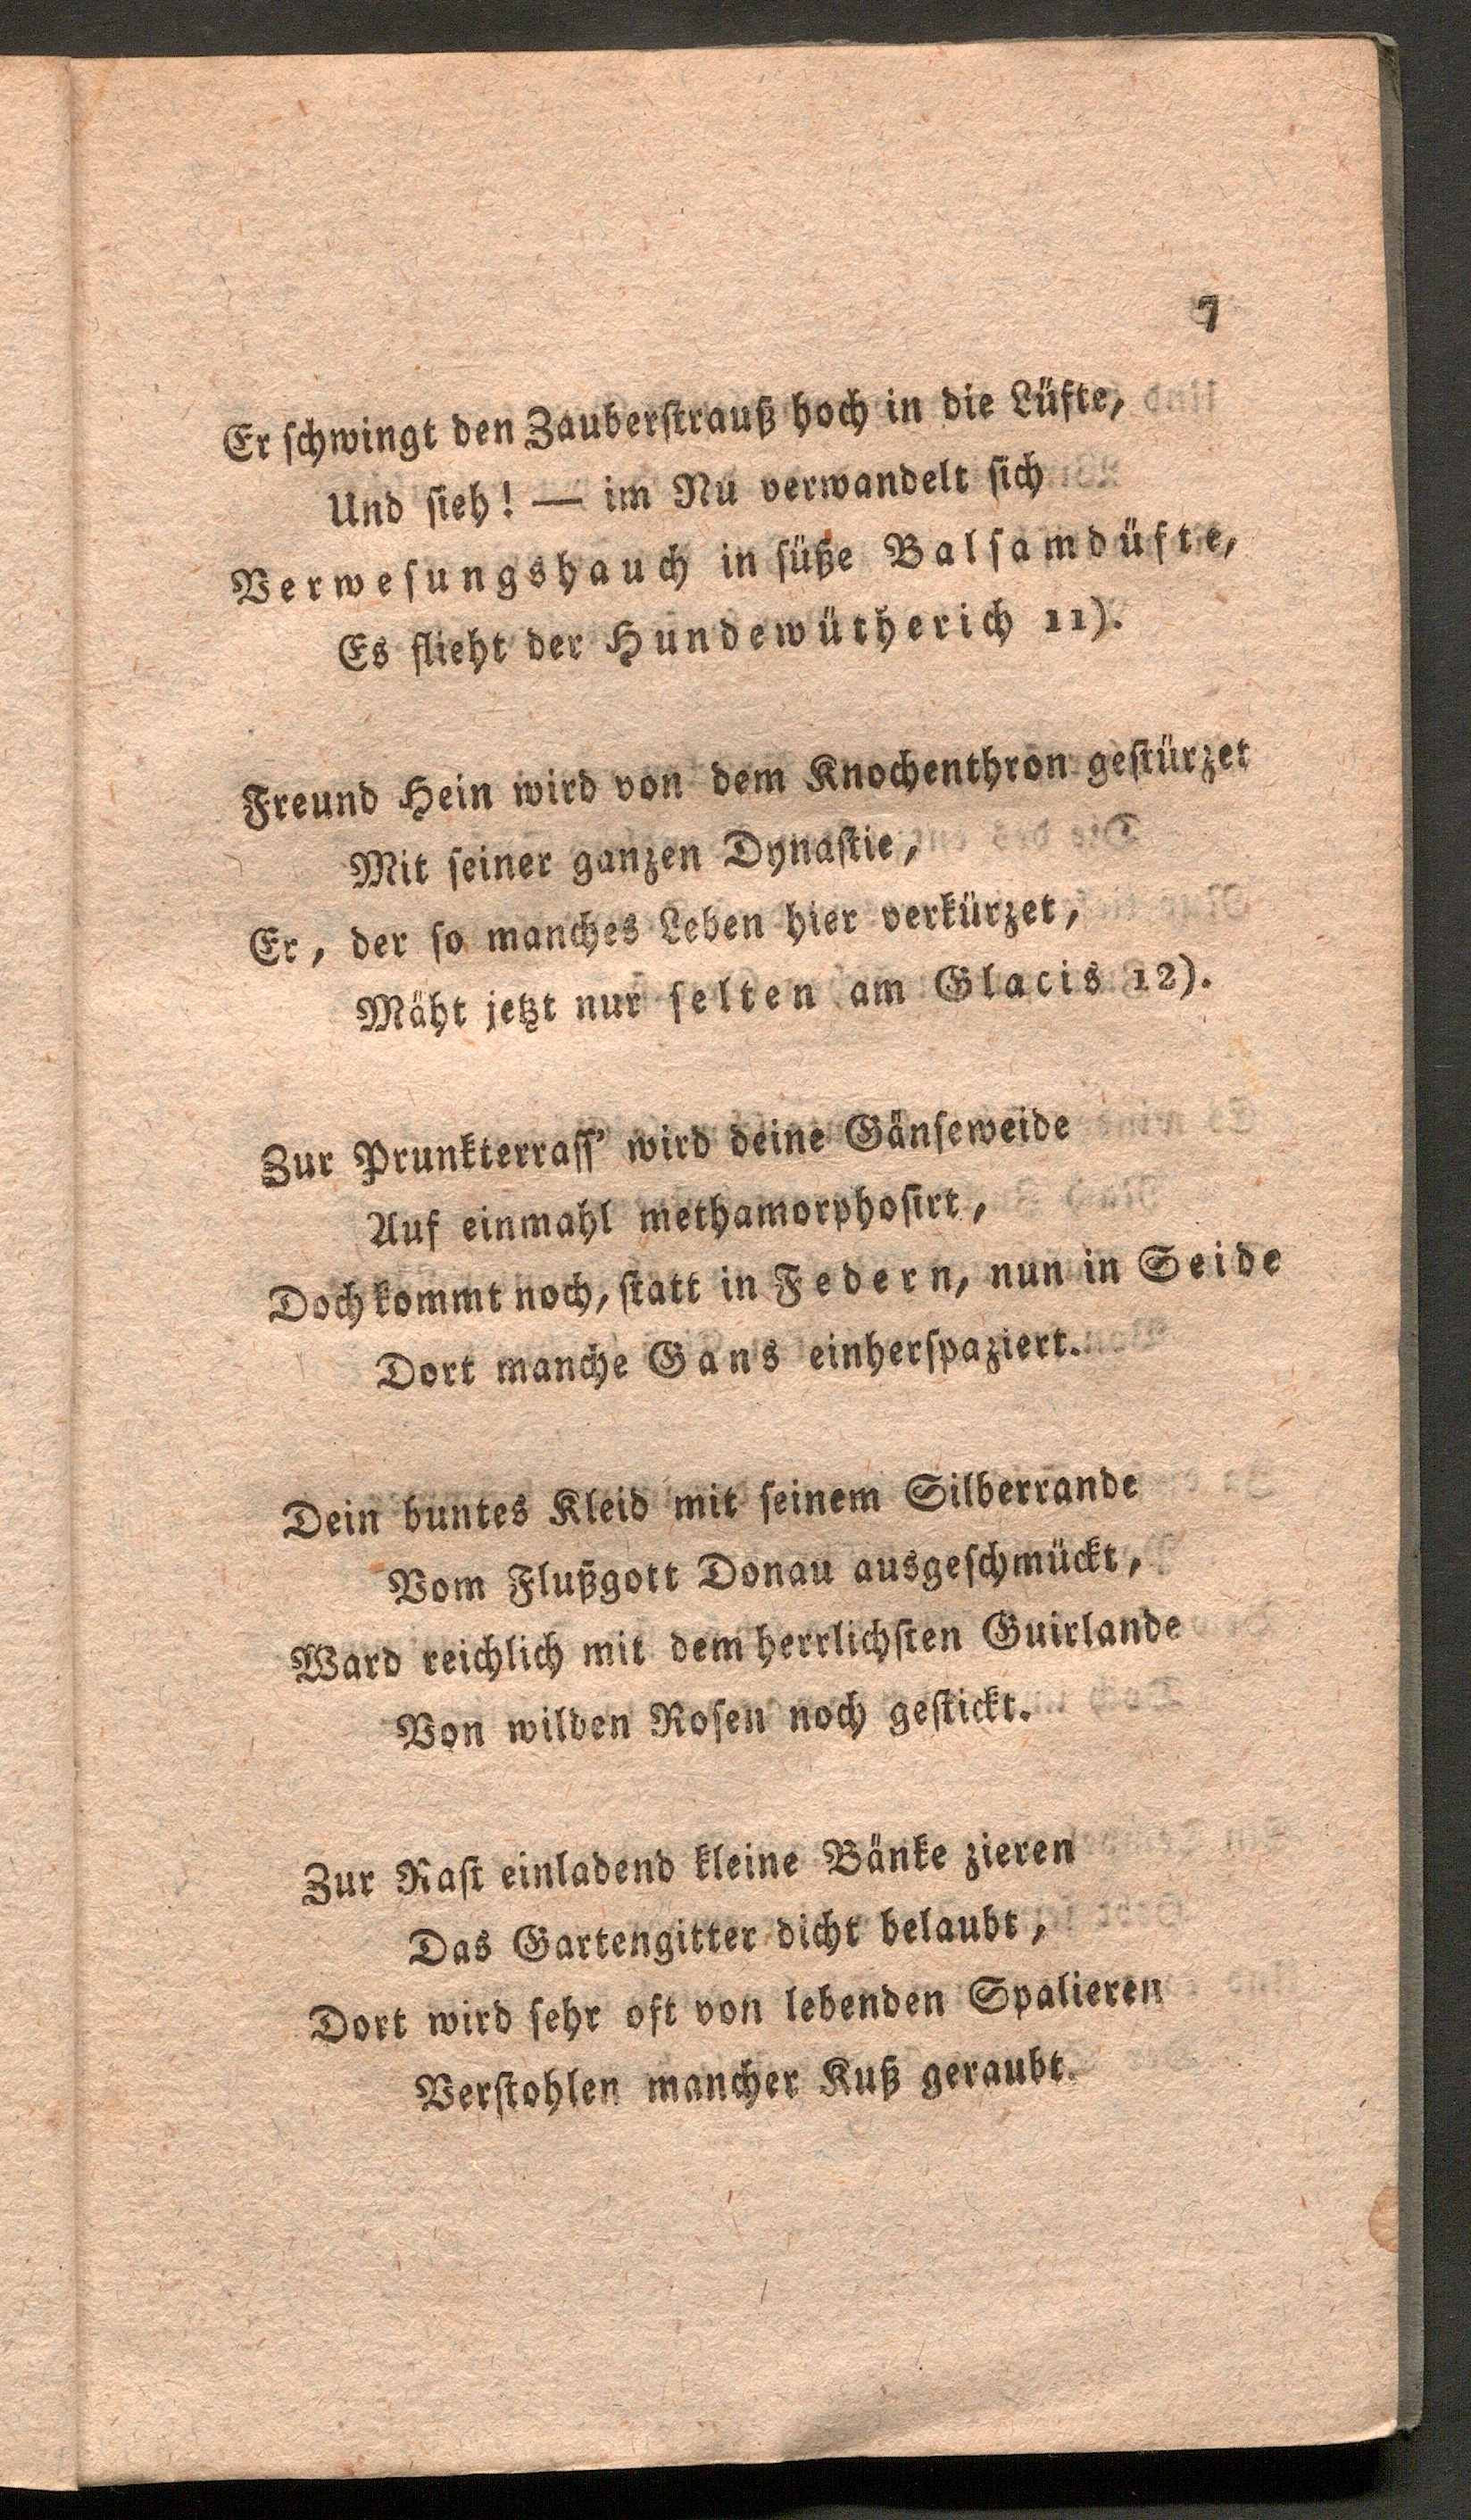 7
Er ſchwingt den Zauberſtrauß hoch in die Lüfte,
Und ſieh! — im Nu verwandelt ſich
Verweſungshauch in ſüße Balſamdüfte,
Es flieht der Hundewütherich 11).
Freund Hein wird von dem Knochenthron geſtürzet
Mit ſeiner ganzen Dynaſtie,
Er, der ſo manches Leben hier verkürzet,
Mäht jetzt nur ſelten am Glacis 12).
Zur Prunkterraſſ' wird deine Gänſeweide
Auf einmahl methamorphoſirt,
Doch kommt noch, ſtatt in Federn, nun in Seide
Dort manche Gans einherſpaziert.
Dein buntes Kleid mit ſeinem Silberrande
Vom Flußgott Donau ausgeſchmückt,
Ward reichlich mit dem herrlichſten Guirlande
Von wilden Roſen noch geſtickt.
Zur Raſt einladend kleine Bänke zieren
Das Gartengitter dicht belaubt,
Dort wird ſehr oft von lebenden Spalieren
Verſtohlen mancher Kuß geraubt.